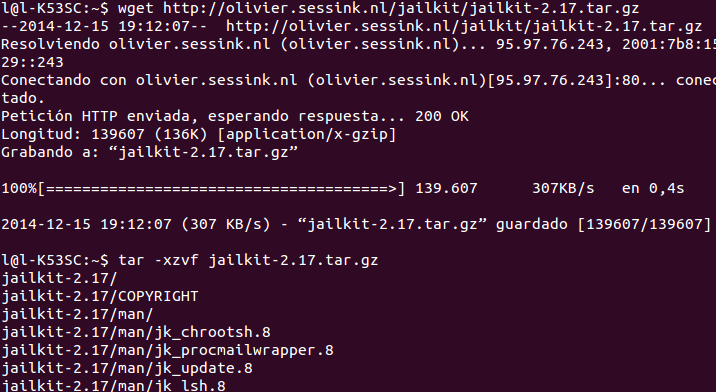 l@l-K53SC:~$ wget http://olivier.sessink.nl/jailkit/jailkit-2.17.tar.gz
--2014-12-15 19:12:07--  http://olivier.sessink.nl/jailkit/jailkit-2.17.tar.gz
Resolviendo olivier.sessink.nl (olivier.sessink.nl)... 95.97.76.243, 2001:7b8:15
29::243
Conectando con olivier.sessink.nl (olivier.sessink.nl)[95.97.76.243]:80... conec
tado.
Petición HTTP enviada, esperando respuesta... 200 OK
Longitud: 139607 (136K) [application/x-gzip]
Grabando a: “jailkit-2.17.tar.gz”
100%[======================================>] 139.607      307KB/s   en 0,4s
2014-12-15 19:12:07 (307 KB/s) - “jailkit-2.17.tar.gz” guardado [139607/139607]
l@l-K53SC:~$ tar -xzvf jailkit-2.17.tar.gz
jailkit-2.17/
jailkit-2.17/COPYRIGHT
jailkit-2.17/man/
jailkit-2.17/man/jk_chrootsh.8
jailkit-2.17/man/jk_procmailwrapper.8
jailkit-2.17/man/jk_update.8
jailkit-2.17/man/jk_lsh.8